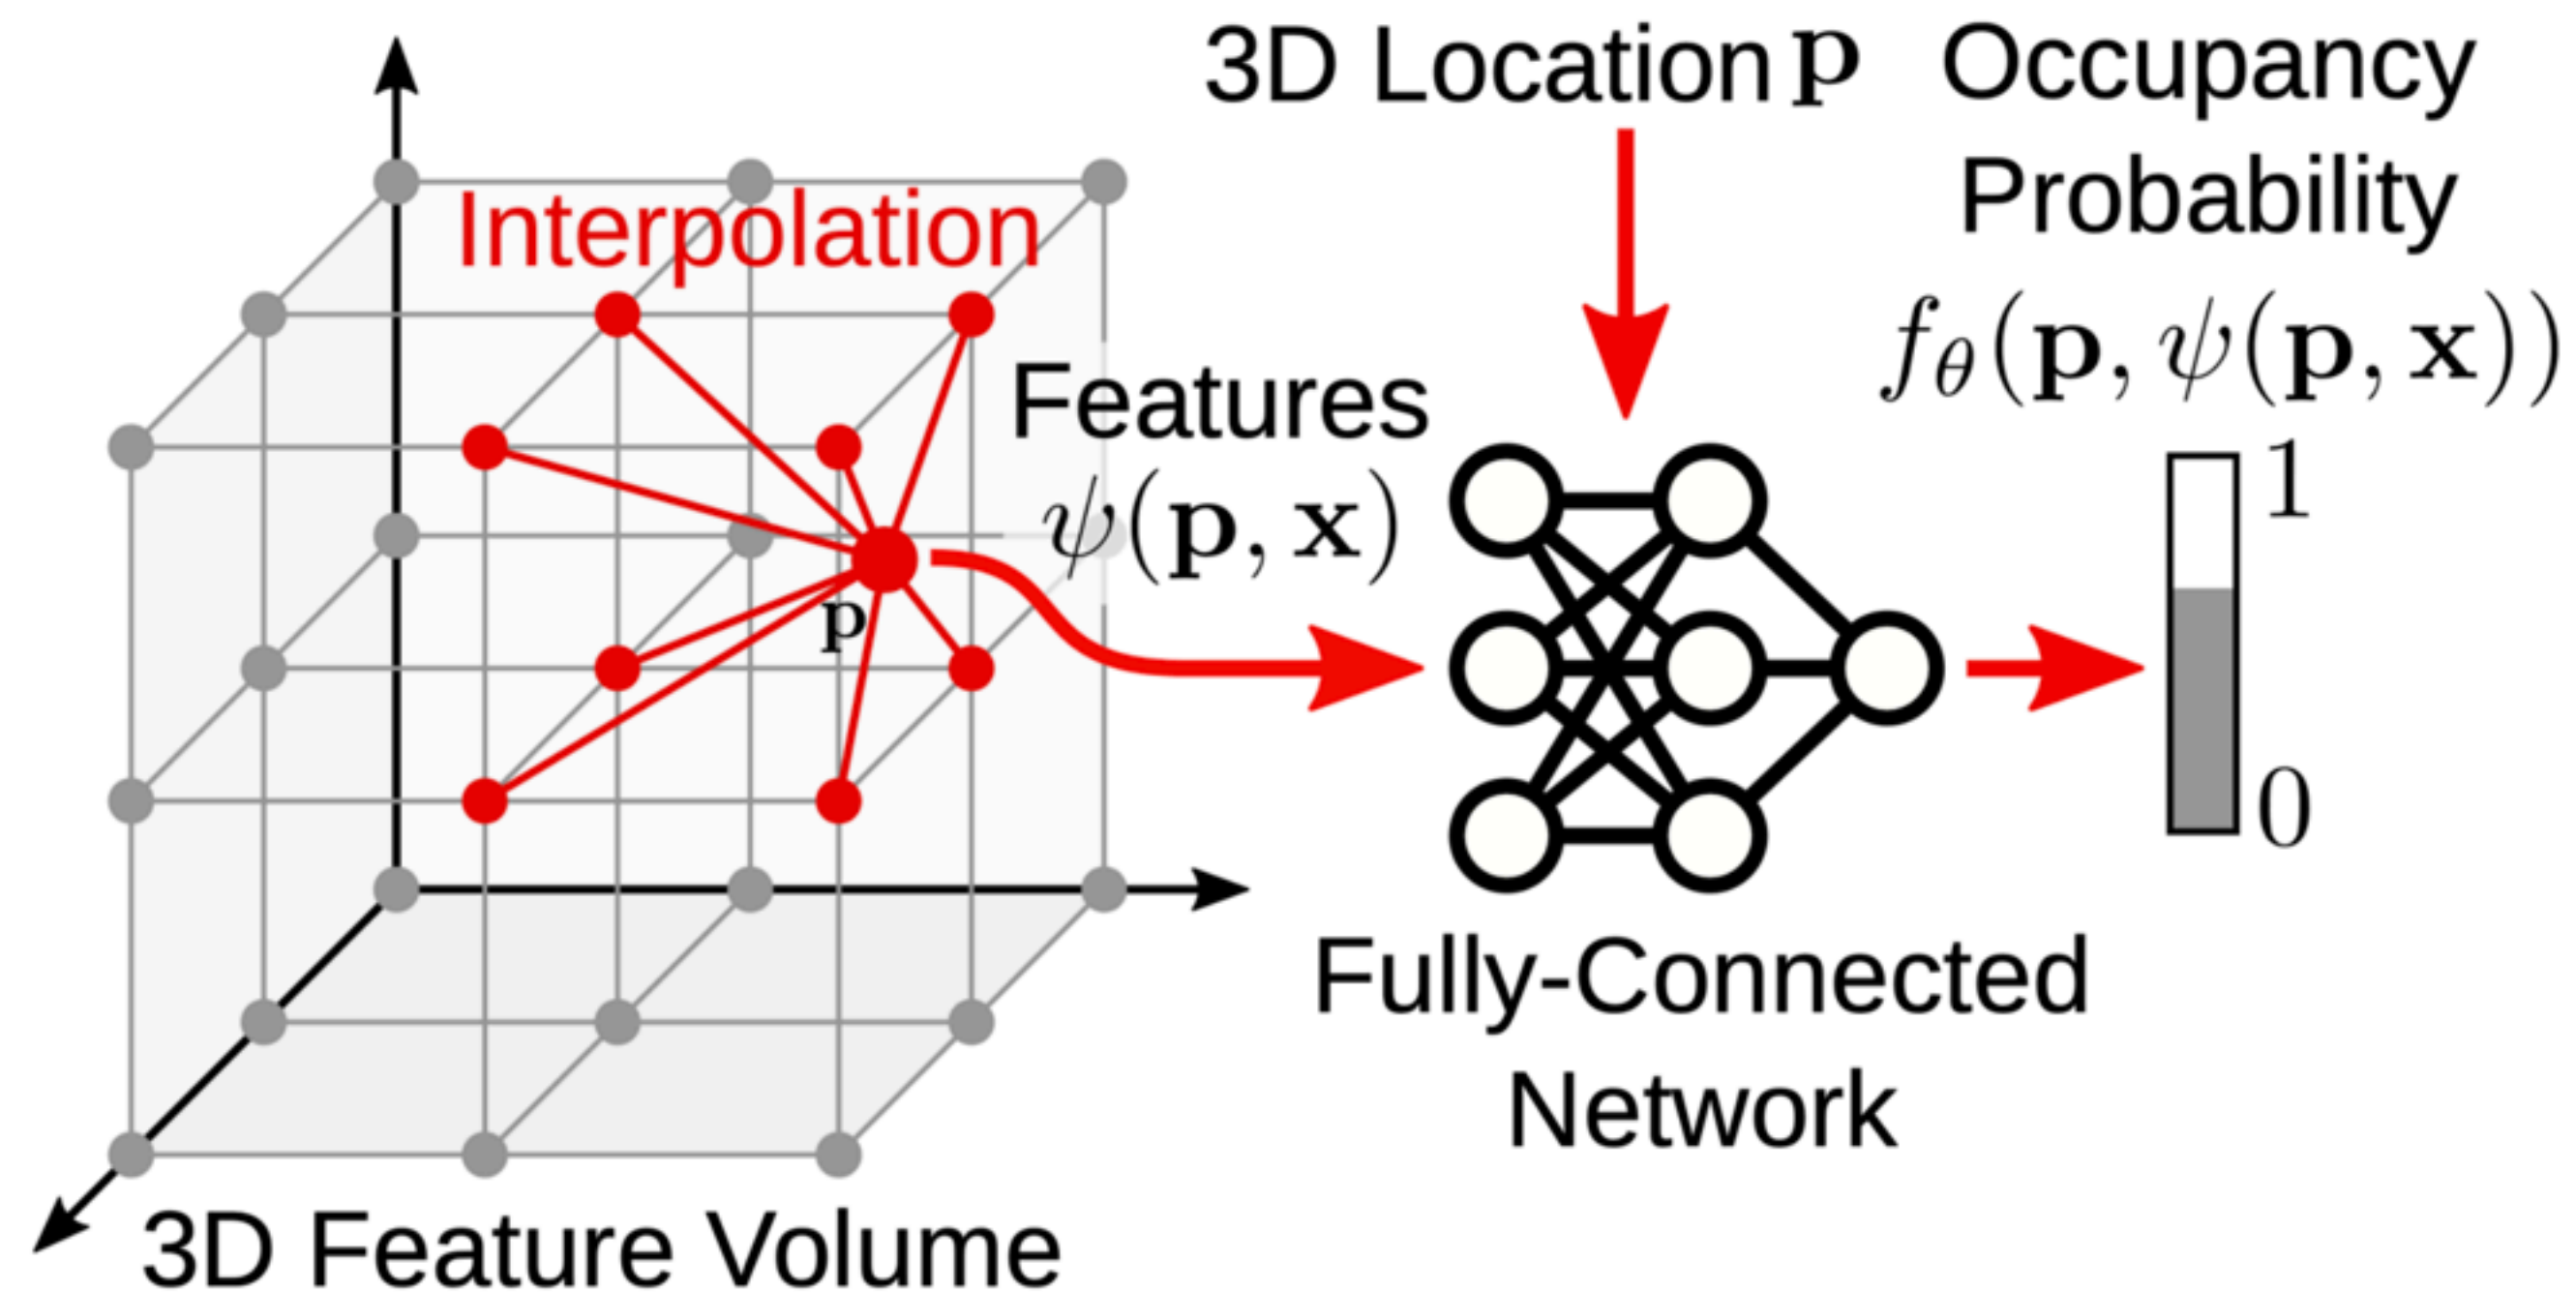 Interpolation
p
3D Feature Volume
Features
ψ(p, x)
3D Location p
Fully-Connected
Network
Occupancy
Probability
f_θ(p, ψ(p, x))
1
0